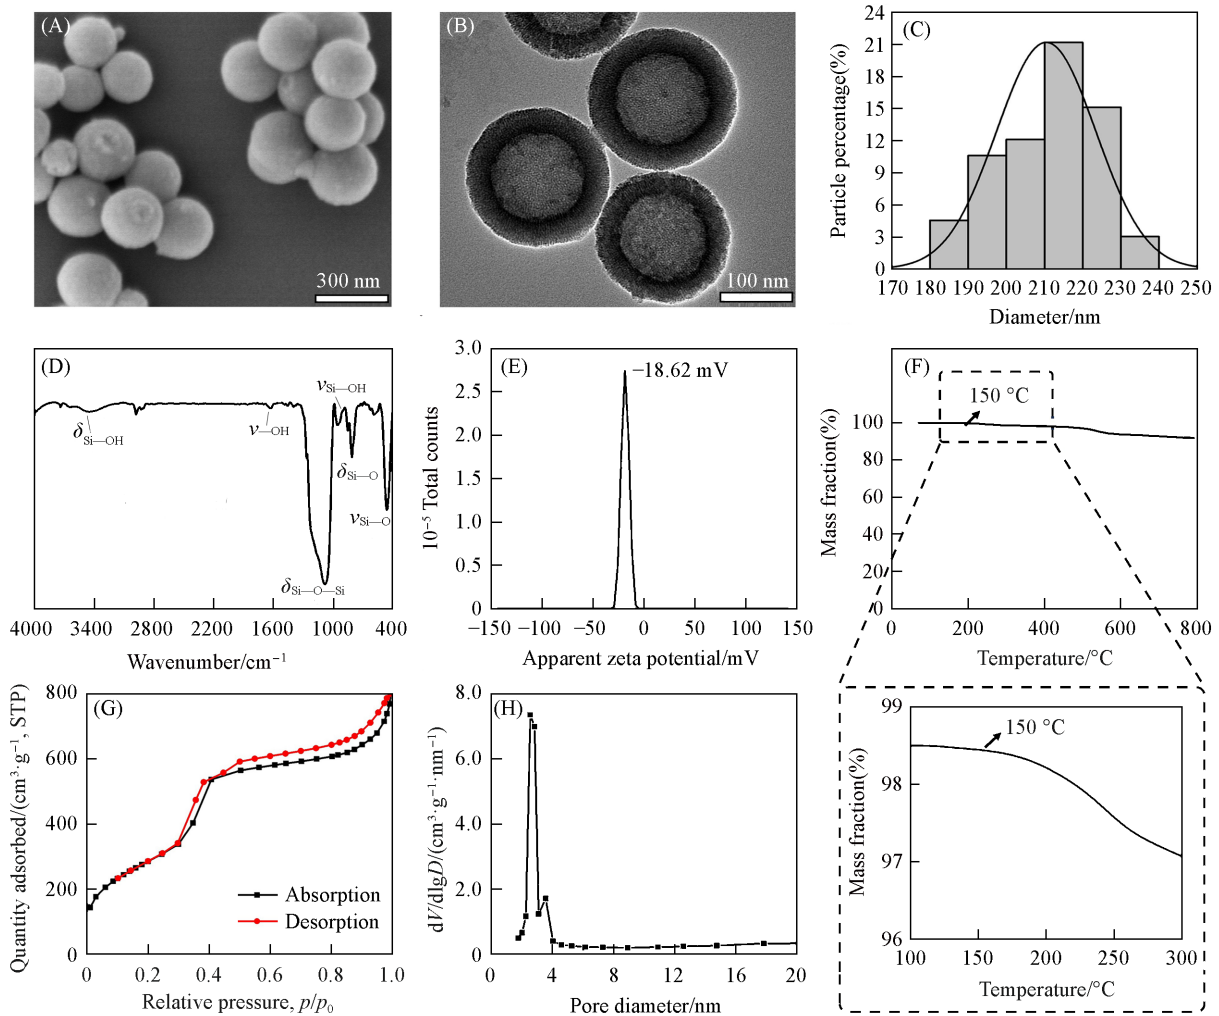 (A)
300 nm
(B)
100 nm
(C)
Particle percentage(%)
24
21
18
15
12
9
6
3
0
170 180 190 200 210 220 230 240 250
Diameter/nm
(D)
δSi—OH
ν—OH
νSi—OH
δSi—O
νSi—O
δSi—O—Si
4000 3400 2800 2200 1600 1000 400
Wavenumber/cm⁻¹
(E)
−18.62 mV
10⁻⁵ Total counts
3.0
2.5
2.0
1.5
1.0
0.5
0
−150 −100 −50 0 50 100 150
Apparent zeta potential/mV
(F)
150 °C
Mass fraction(%)
100
80
60
40
20
0
0 200 400 600 800
Temperature/°C
(G)
Quantity adsorbed/(cm³·g⁻¹, STP)
800
600
400
200
0
Absorption
Desorption
0 0.2 0.4 0.6 0.8 1.0
Relative pressure, p/p₀
(H)
dV/dlgD/(cm³·g⁻¹·nm⁻¹)
8.0
6.0
4.0
2.0
0
0 4 8 12 16 20
Pore diameter/nm
150 °C
Mass fraction(%)
99
98
97
96
100 150 200 250 300
Temperature/°C